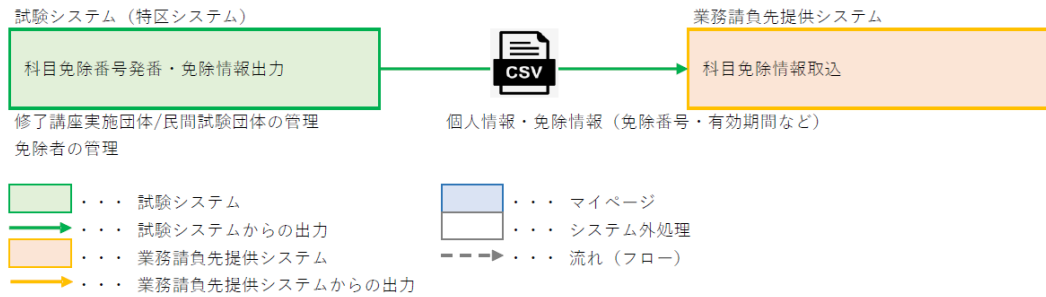 試験システム（特区システム）
業務請負先提供システム
科目免除番号発番・免除情報出力
CSV
科目免除情報取込
修了講座実施団体/民間試験団体の管理
免除者の管理
個人情報・免除情報（免除番号・有効期間など）
・・・ 試験システム
・・・ 試験システムからの出力
・・・ 業務請負先提供システム
・・・ 業務請負先提供システムからの出力
・・・ マイページ
・・・ システム外処理
・・・ 流れ（フロー）